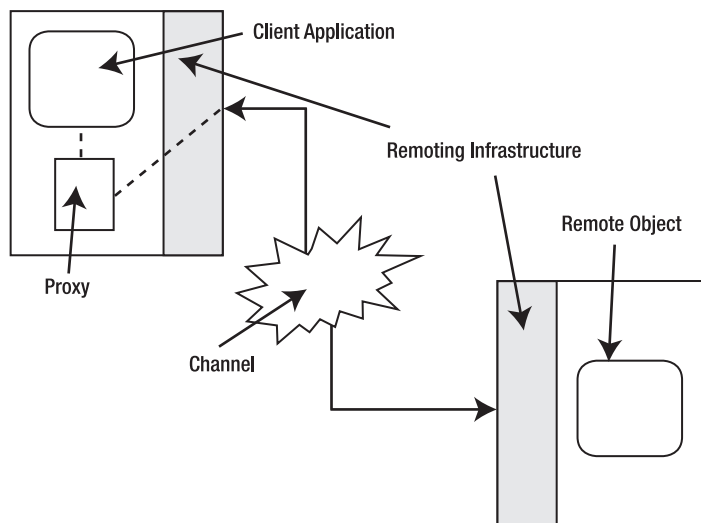 Client Application
Remoting Infrastructure
Remote Object
Proxy
Channel